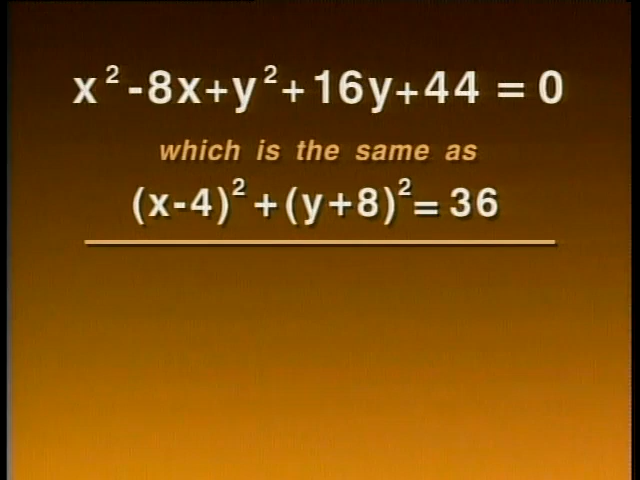 x²-8x+y²+16y+44 = 0
which is the same as
(x-4)²+(y+8)²= 36